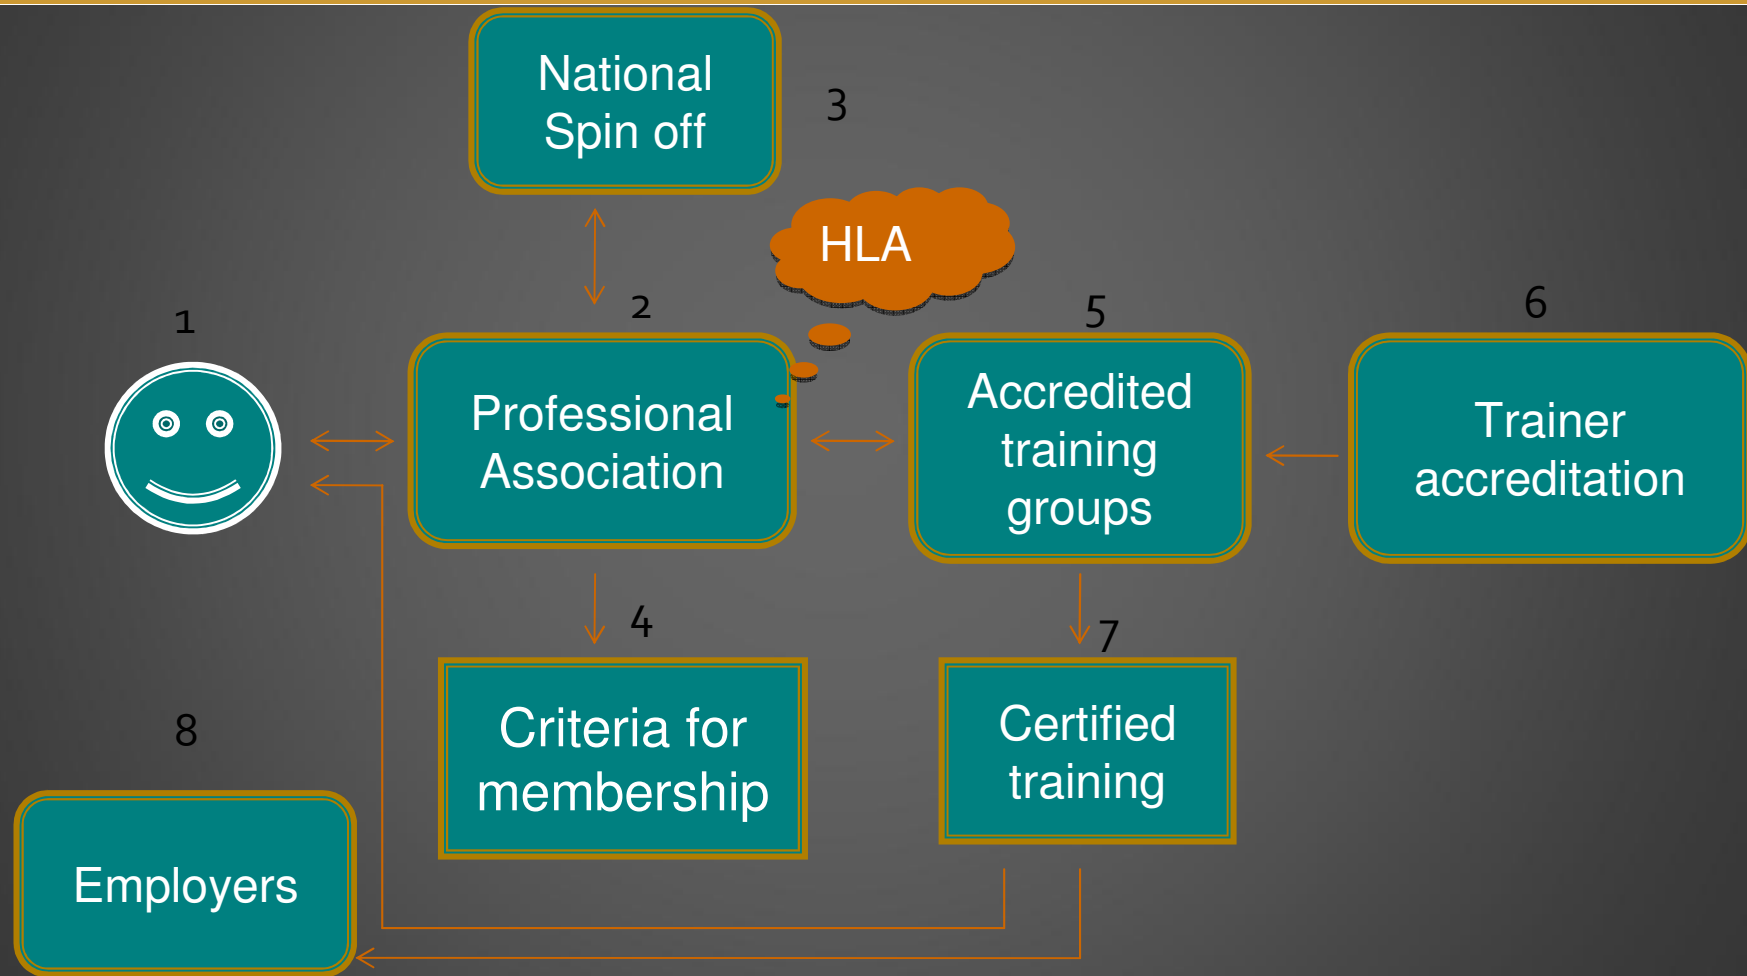 National
Spin off
3
HLA
1
2
5
6
Professional
Association
Accredited
training
groups
Trainer
accreditation
4
7
Criteria for
membership
Certified
training
8
Employers